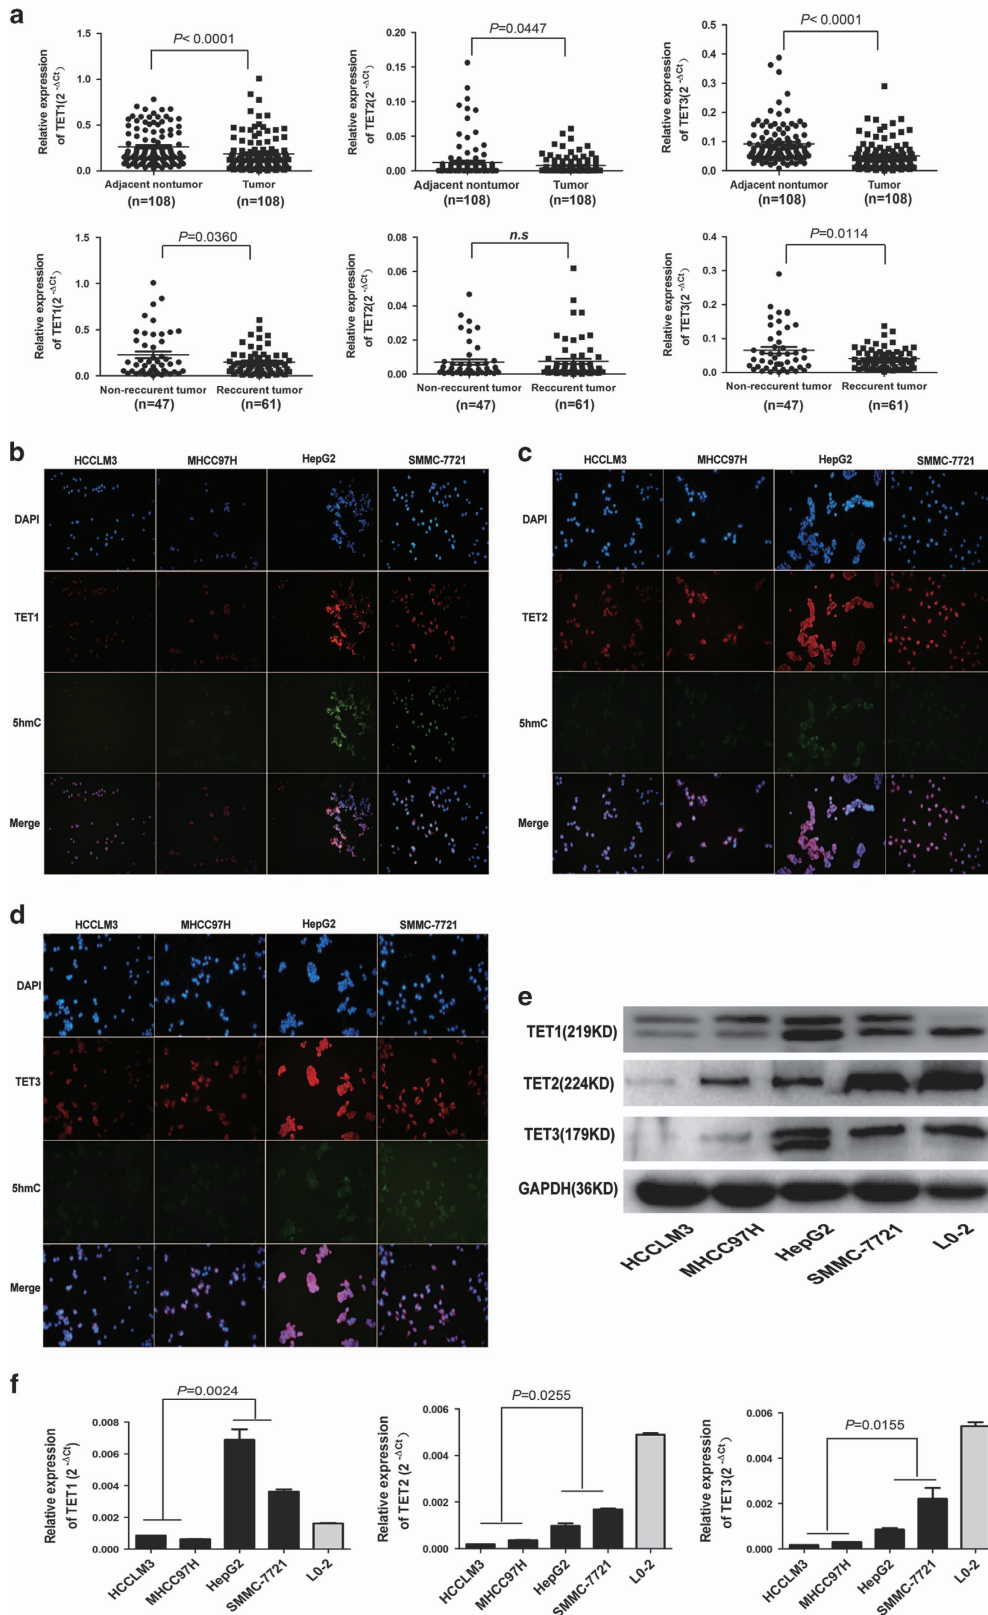 a
P< 0.0001
Relative expression
of TET1(2 -ΔCt)
1.5
1.0
0.5
0.0
Adjacent nontumor
Tumor
(n=108)
(n=108)
P=0.0447
Relative expression
of TET2(2 -ΔCt)
0.20
0.15
0.10
0.05
0.00
Adjacent nontumor
Tumor
(n=108)
(n=108)
P< 0.0001
Relative expression
of TET3(2 -ΔCt)
0.5
0.4
0.3
0.2
0.1
0.0
Adjacent nontumor
Tumor
(n=108)
(n=108)
P=0.0360
Relative expression
of TET1(2 -ΔCt)
1.5
1.0
0.5
0.0
Non-reccurent tumor
Reccurent tumor
(n=47)
(n=61)
n.s
Relative expression
of TET2(2 -ΔCt)
0.08
0.06
0.04
0.02
0.00
Non-reccurent tumor
Reccurent tumor
(n=47)
(n=61)
P=0.0114
Relative expression
of TET3(2 -ΔCt)
0.4
0.3
0.2
0.1
0.0
Non-reccurent tumor
Reccurent tumor
(n=47)
(n=61)
b
HCCLM3
MHCC97H
HepG2
SMMC-7721
DAPI
TET1
5hmC
Merge
c
HCCLM3
MHCC97H
HepG2
SMMC-7721
DAPI
TET2
5hmC
Merge
d
HCCLM3
MHCC97H
HepG2
SMMC-7721
DAPI
TET3
5hmC
Merge
e
TET1(219KD)
TET2(224KD)
TET3(179KD)
GAPDH(36KD)
HCCLM3
MHCC97H
HepG2
SMMC-7721
L0-2
f
P=0.0024
Relative expression
of TET1 (2 -ΔCt)
0.008
0.006
0.004
0.002
0.000
HCCLM3
MHCC97H
HepG2
SMMC-7721
L0-2
P=0.0255
Relative expression
of TET2 (2 -ΔCt)
0.006
0.004
0.002
0.000
HCCLM3
MHCC97H
HepG2
SMMC-7721
L0-2
P=0.0155
Relative expression
of TET3(2 -ΔCt)
0.006
0.004
0.002
0.000
HCCLM3
MHCC97H
HepG2
SMMC-7721
L0-2